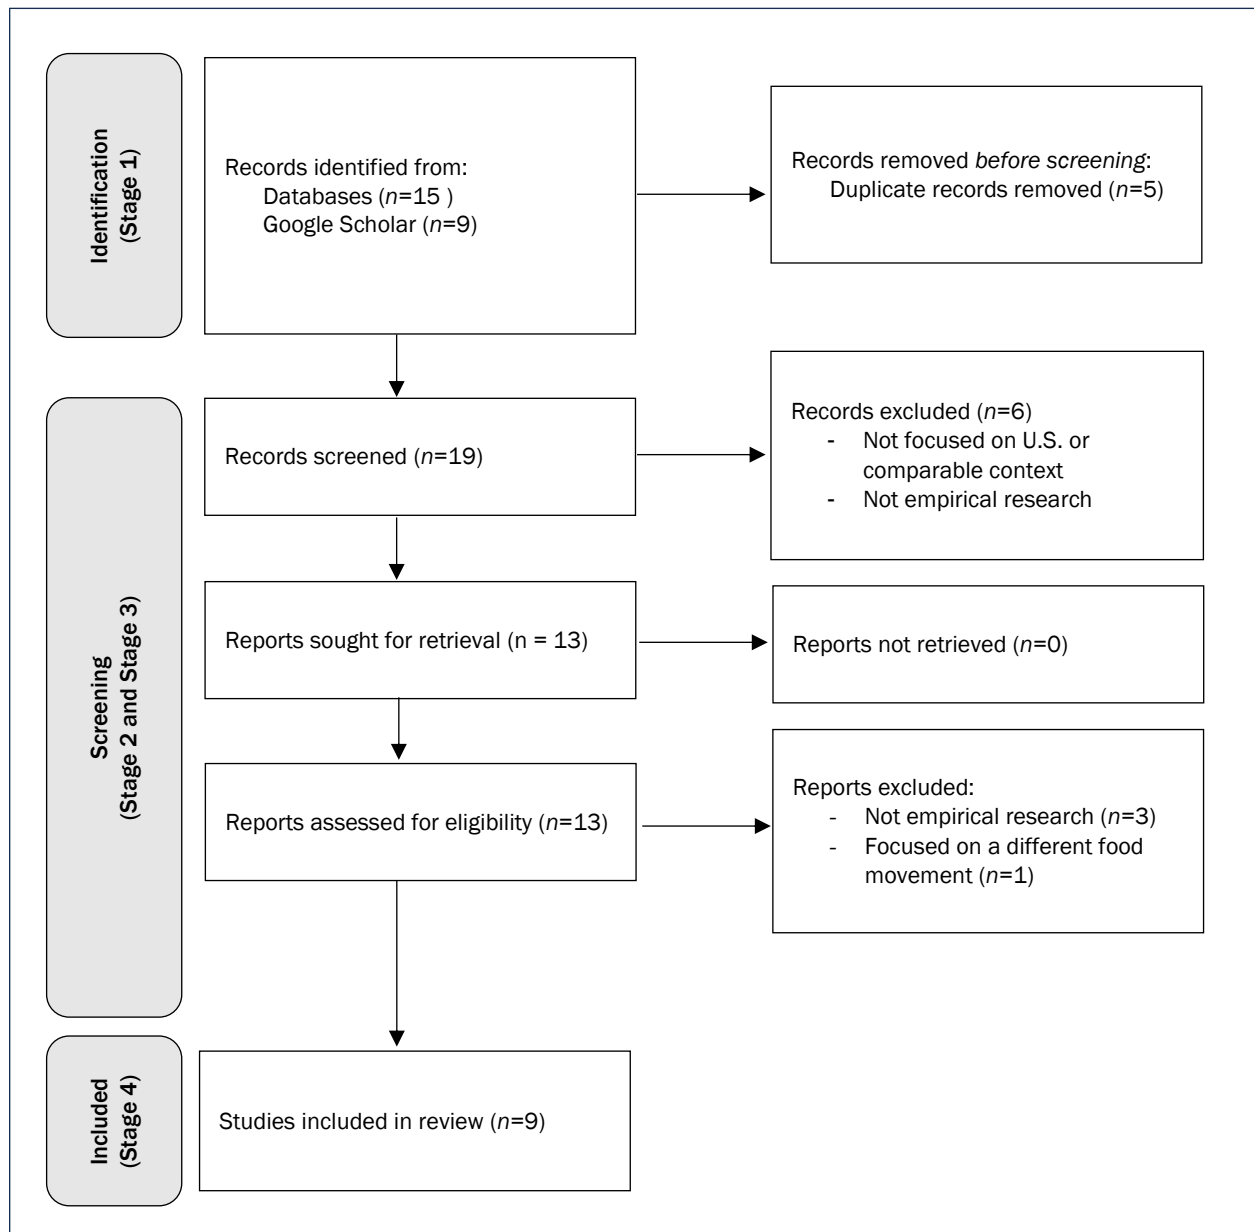 Identification
(Stage 1)
Records identified from:
Databases (n=15 )
Google Scholar (n=9)
Records removed before screening:
Duplicate records removed (n=5)
Screening
(Stage 2 and Stage 3)
Records screened (n=19)
Records excluded (n=6)
- Not focused on U.S. or
comparable context
- Not empirical research
Reports sought for retrieval (n = 13)
Reports not retrieved (n=0)
Reports assessed for eligibility (n=13)
Reports excluded:
- Not empirical research (n=3)
- Focused on a different food
movement (n=1)
Included
(Stage 4)
Studies included in review (n=9)